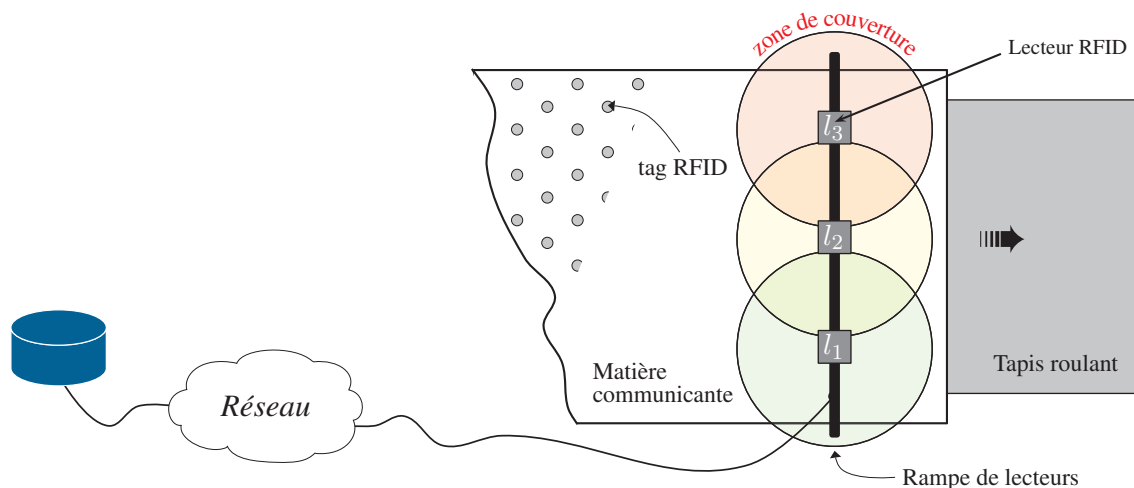 zone de couverture
Lecteur RFID
l3
tag RFID
l2
l1
Matière
communicante
Tapis roulant
Réseau
Rampe de lecteurs